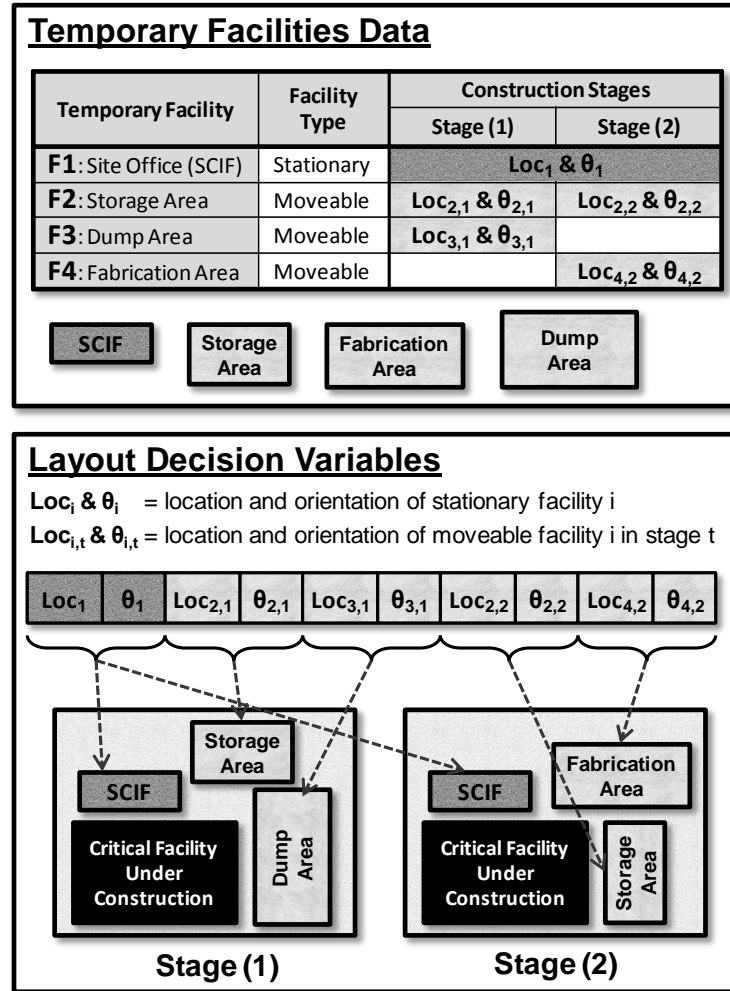 Temporary Facilities Data
Temporary Facility
Facility Type
Construction Stages
Stage (1)
Stage (2)
F1: Site Office (SCIF)
Stationary
Loc₁ & θ₁
F2: Storage Area
Moveable
Loc₂,₁ & θ₂,₁
Loc₂,₂ & θ₂,₂
F3: Dump Area
Moveable
Loc₃,₁ & θ₃,₁
F4: Fabrication Area
Moveable
Loc₄,₂ & θ₄,₂
SCIF
Storage
Area
Fabrication
Area
Dump
Area
Layout Decision Variables
Locᵢ & θᵢ = location and orientation of stationary facility i
Locᵢ,ₜ & θᵢ,ₜ = location and orientation of moveable facility i in stage t
Loc₁ θ₁ Loc₂,₁ θ₂,₁ Loc₃,₁ θ₃,₁ Loc₂,₂ θ₂,₂ Loc₄,₂ θ₄,₂
Storage
Area
SCIF
Critical Facility
Under
Construction
Dump
Area
Stage (1)
Fabrication
Area
SCIF
Critical Facility
Under
Construction
Storage
Area
Stage (2)